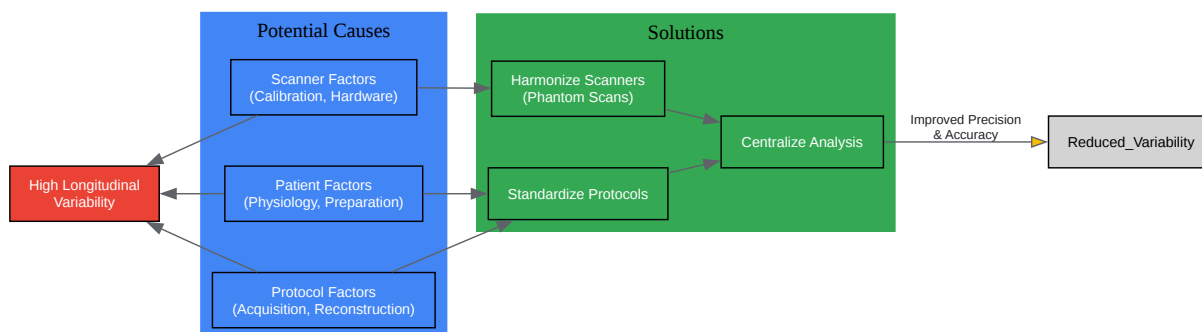 Potential Causes
Solutions
Scanner Factors
(Calibration, Hardware)
Harmonize Scanners
(Phantom Scans)
Improved Precision
& Accuracy
Centralize Analysis
Reduced_Variability
High Longitudinal
Variability
Patient Factors
(Physiology, Preparation)
Standardize Protocols
Protocol Factors
(Acquisition, Reconstruction)